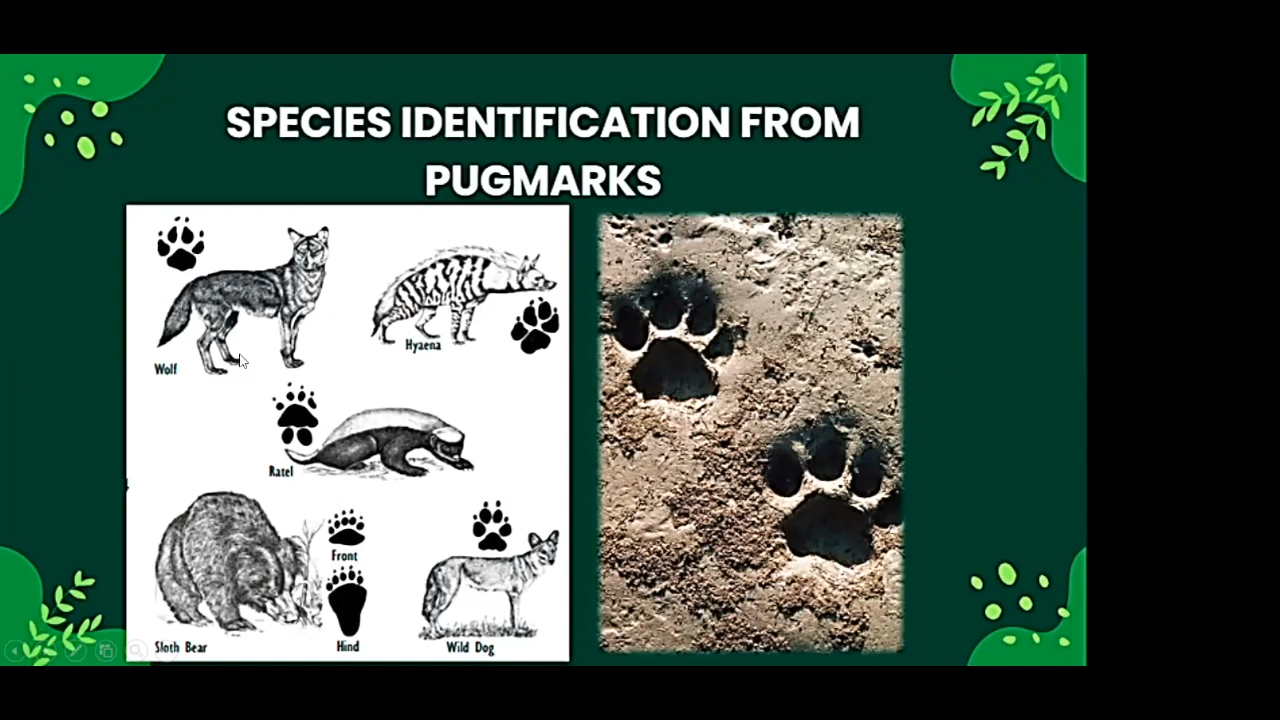 SPECIES IDENTIFICATION FROM
PUGMARKS
Wolf
Hyaena
Ratel
Front
Sloth Bear
Hind
Wild Dog